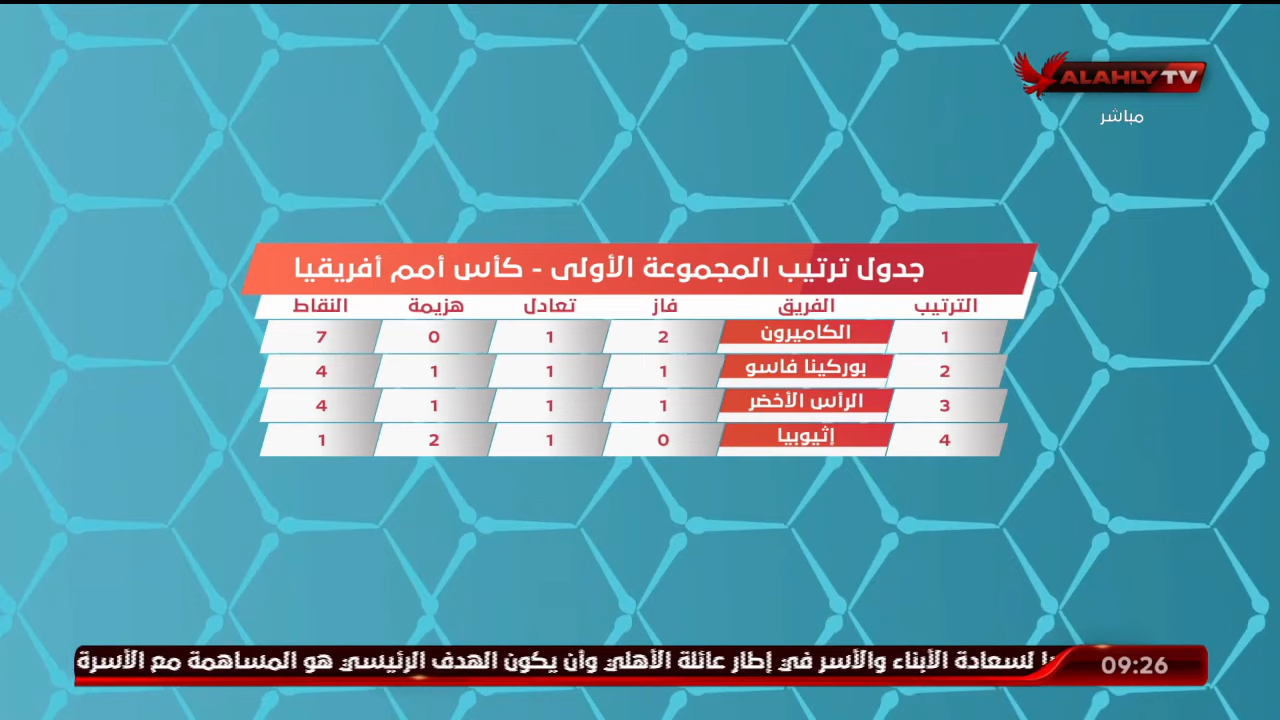 ALAHLY TV
مباشر
جدول ترتيب المجموعة الأولى - كأس أمم أفريقيا
الترتيب الفريق فاز تعادل هزيمة النقاط
1 الكاميرون 2 1 0 7
2 بوركينا فاسو 1 1 1 4
3 الرأس الأخضر 1 1 1 4
4 إثيوبيا 0 1 2 1
09:26 لسعادة الأبناء والأسر في إطار عائلة الأهلي وأن يكون الهدف الرئيسي هو المساهمة مع الأسرة